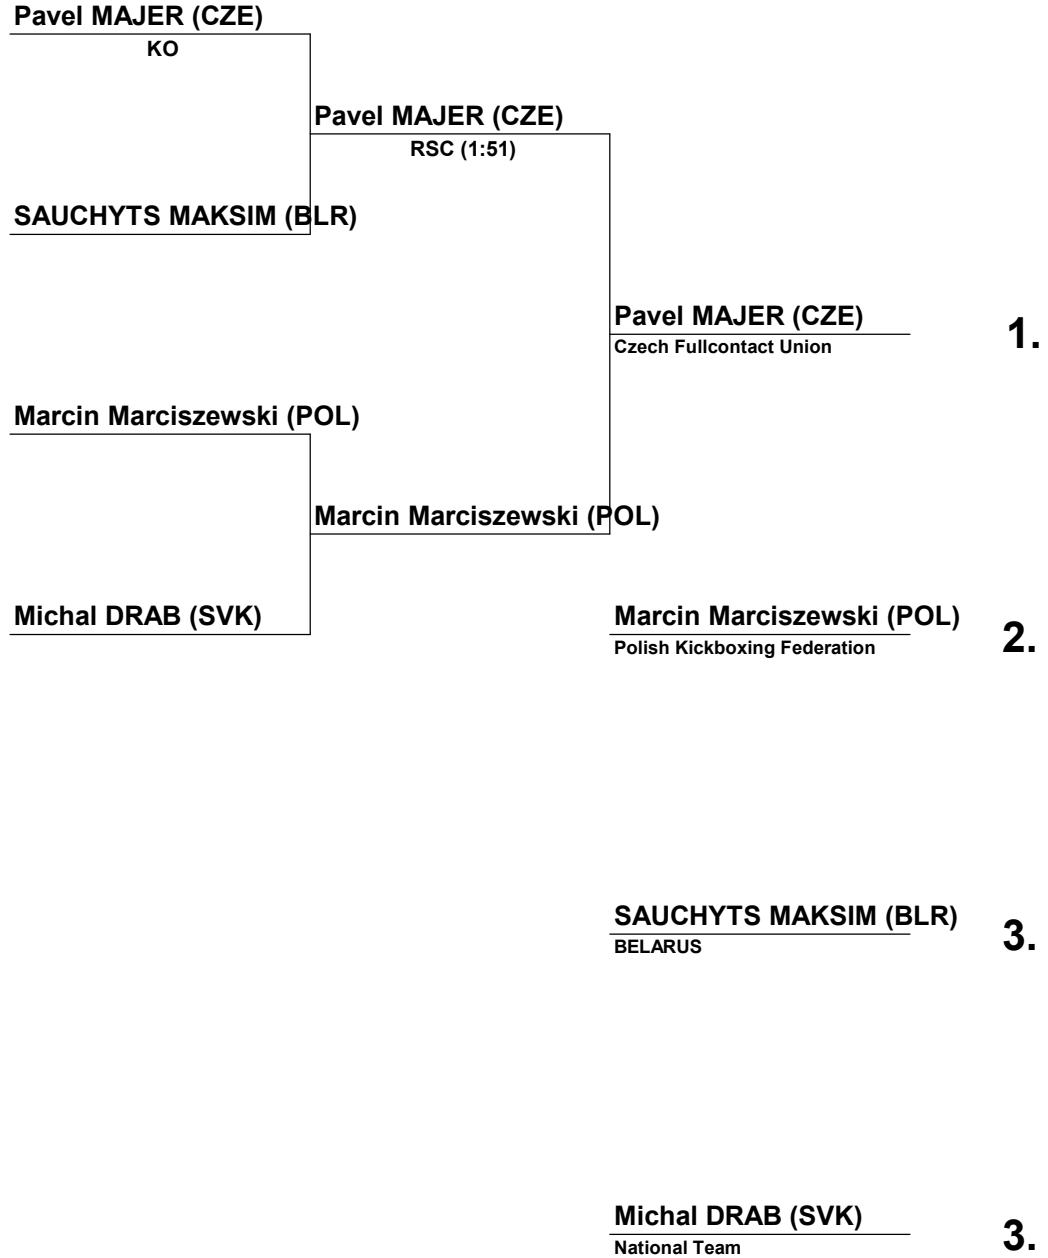 Pavel MAJER (CZE)
KO
Pavel MAJER (CZE)
RSC (1:51)
SAUCHYTS MAKSIM (BLR)
Pavel MAJER (CZE)
1.
Czech Fullcontact Union
Marcin Marciszewski (POL)
Marcin Marciszewski (POL)
Michal DRAB (SVK)
Marcin Marciszewski (POL)
2.
Polish Kickboxing Federation
SAUCHYTS MAKSIM (BLR)
3.
BELARUS
Michal DRAB (SVK)
3.
National Team